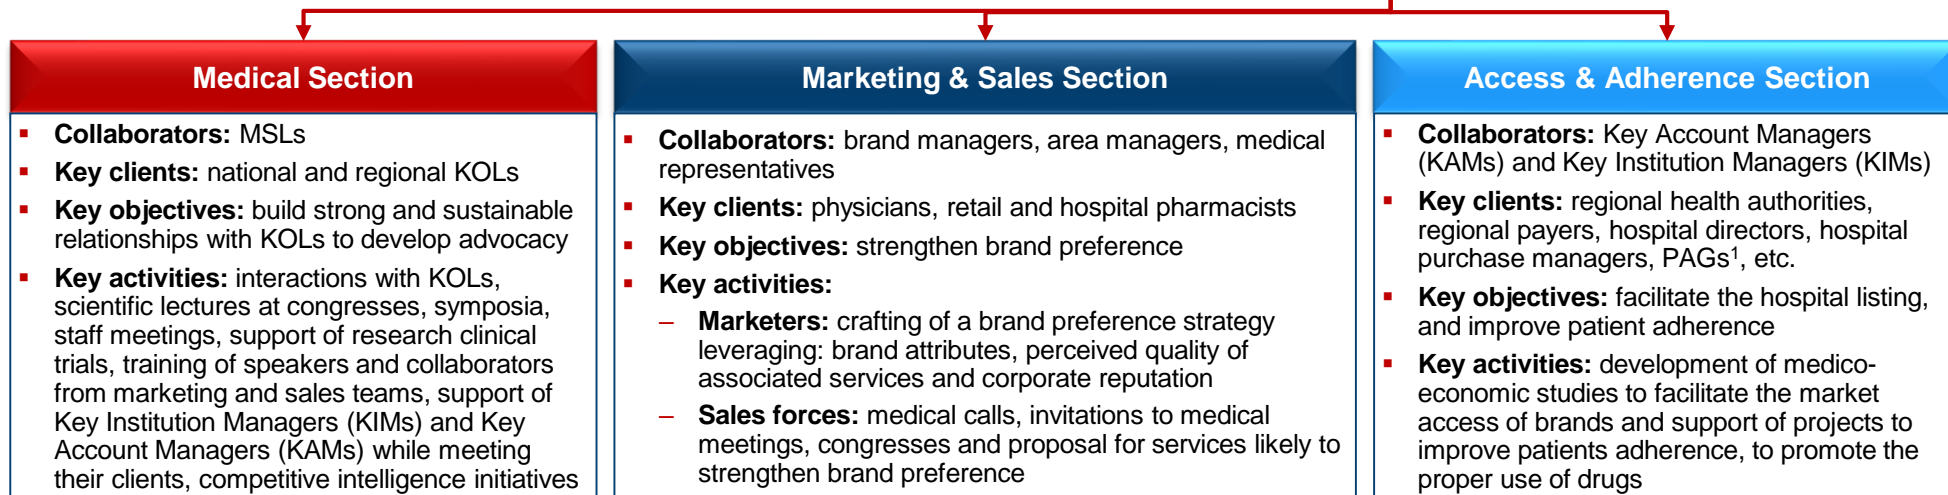 Medical Section
▪ Collaborators: MSLs
▪ Key clients: national and regional KOLs
▪ Key objectives: build strong and sustainable
relationships with KOLs to develop advocacy
▪ Key activities: interactions with KOLs,
scientific lectures at congresses, symposia,
staff meetings, support of research clinical
trials, training of speakers and collaborators
from marketing and sales teams, support of
Key Institution Managers (KIMs) and Key
Account Managers (KAMs) while meeting
their clients, competitive intelligence initiatives
Marketing & Sales Section
▪ Collaborators: brand managers, area managers, medical
representatives
▪ Key clients: physicians, retail and hospital pharmacists
▪ Key objectives: strengthen brand preference
▪ Key activities:
– Marketers: crafting of a brand preference strategy
leveraging: brand attributes, perceived quality of
associated services and corporate reputation
– Sales forces: medical calls, invitations to medical
meetings, congresses and proposal for services likely to
strengthen brand preference
Access & Adherence Section
▪ Collaborators: Key Account Managers
(KAMs) and Key Institution Managers (KIMs)
▪ Key clients: regional health authorities,
regional payers, hospital directors, hospital
purchase managers, PAGs¹, etc.
▪ Key objectives: facilitate the hospital listing,
and improve patient adherence
▪ Key activities: development of medico-
economic studies to facilitate the market
access of brands and support of projects to
improve patients adherence, to promote the
proper use of drugs